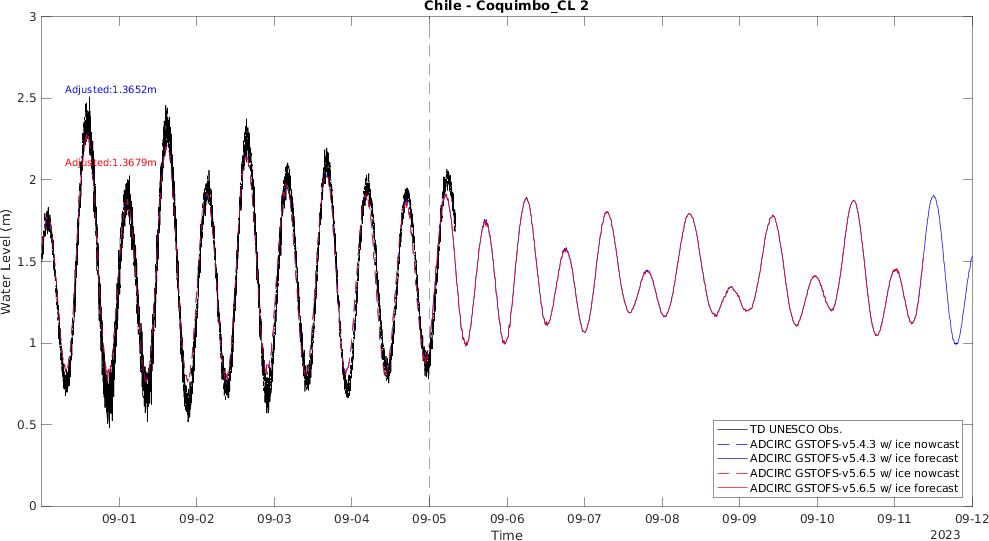 Chile - Coquimbo_CL 2
3
2.5
2
1.5
1
0.5
0
Water Level (m)
Adjusted:1.3652m
Adjusted:1.3679m
TD UNESCO Obs.
ADCIRC GSTOFS-v5.4.3 w/ ice nowcast
ADCIRC GSTOFS-v5.4.3 w/ ice forecast
ADCIRC GSTOFS-v5.6.5 w/ ice nowcast
ADCIRC GSTOFS-v5.6.5 w/ ice forecast
09-01 09-02 09-03 09-04 09-05 09-06 09-07 09-08 09-09 09-10 09-11 09-12
Time
2023